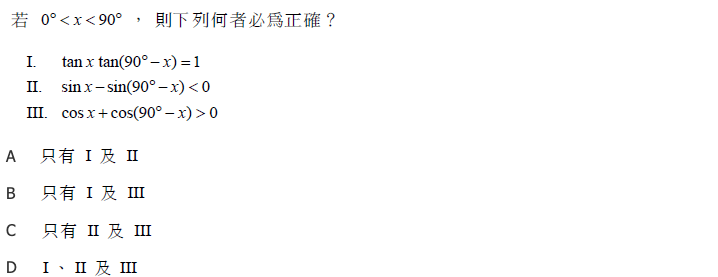 若 0° < x < 90° , 則下列何者必為正確?
I. tan x tan(90° − x) = 1
II. sin x − sin(90° − x) < 0
III. cos x + cos(90° − x) > 0
A 只有 I 及 II
B 只有 I 及 III
C 只有 II 及 III
D I、II 及 III